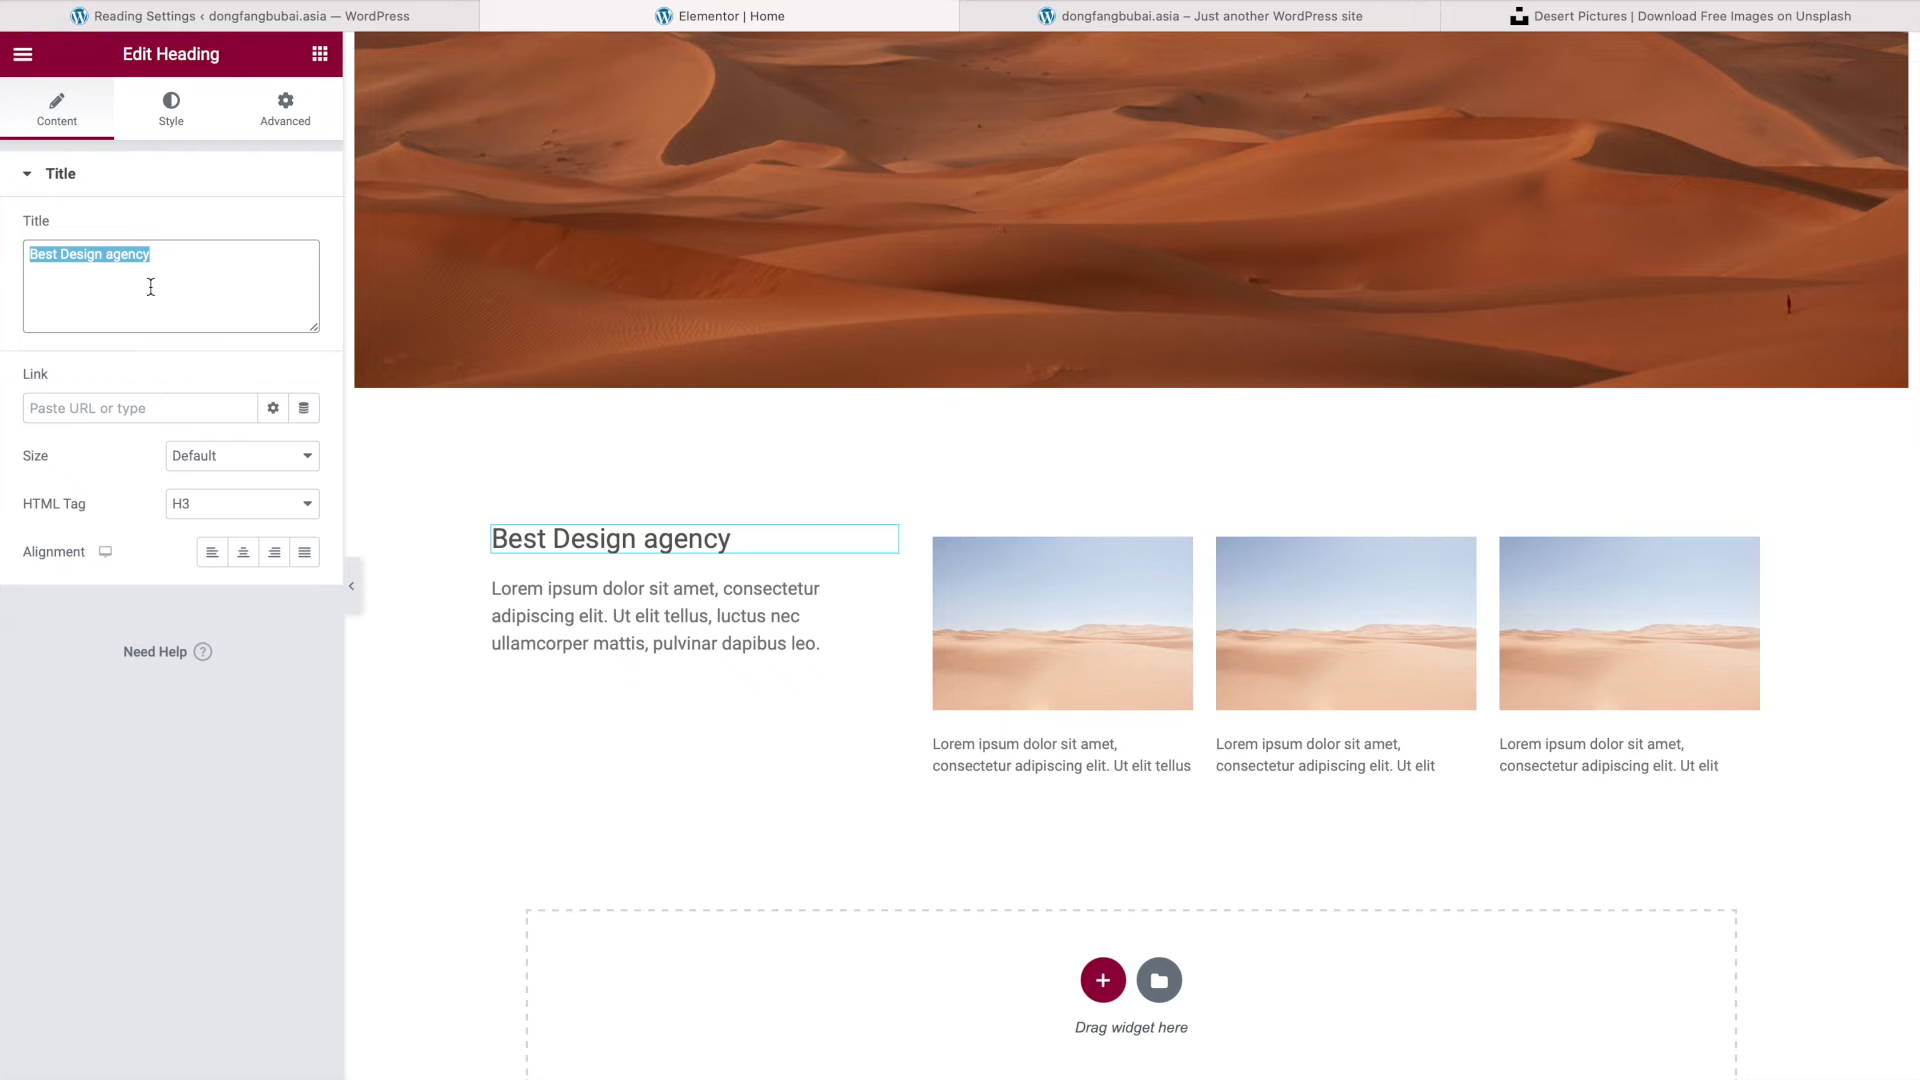 Reading Settings ‹ dongfangbubai.asia — WordPress
Elementor | Home
dongfangbubai.asia – Just another WordPress site
Desert Pictures | Download Free Images on Unsplash
Edit Heading
Content
Style
Advanced
Title
Title
Best Design agency
Link
Paste URL or type
Size
Default
HTML Tag
H3
Alignment
Need Help ?
Best Design agency
Lorem ipsum dolor sit amet, consectetur
adipiscing elit. Ut elit tellus, luctus nec
ullamcorper mattis, pulvinar dapibus leo.
Lorem ipsum dolor sit amet,
consectetur adipiscing elit. Ut elit tellus
Lorem ipsum dolor sit amet,
consectetur adipiscing elit. Ut elit
Lorem ipsum dolor sit amet,
consectetur adipiscing elit. Ut elit
Drag widget here